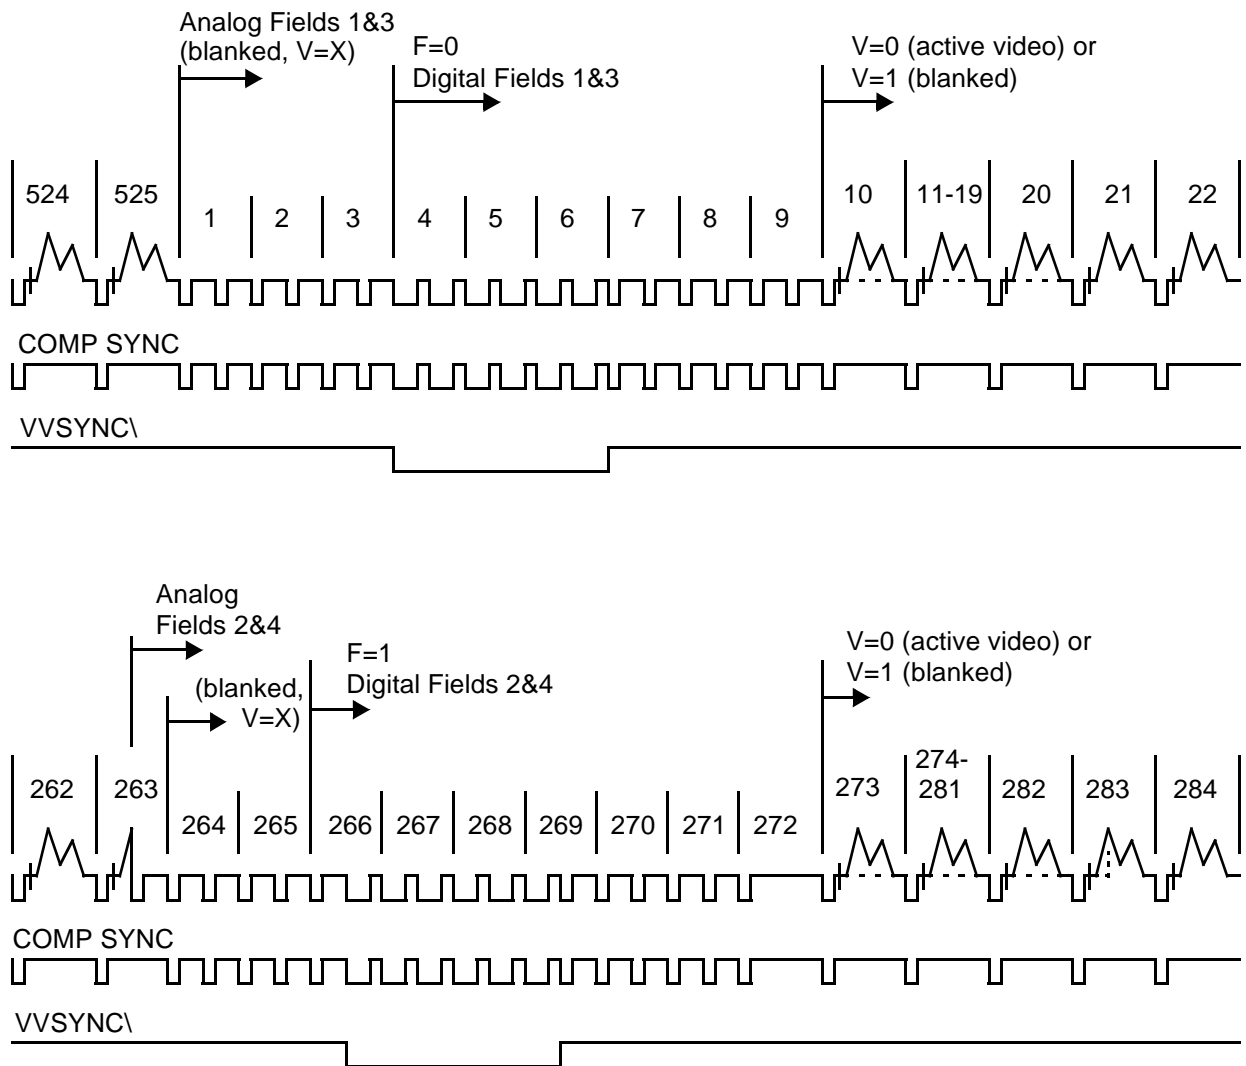 Analog Fields 1&3
(blanked, V=X)
F=0
Digital Fields 1&3
V=0 (active video) or
V=1 (blanked)
524 525 1 2 3 4 5 6 7 8 9 10 11-19 20 21 22
COMP SYNC
VVSYNC\
Analog
Fields 2&4
(blanked,
V=X)
F=1
Digital Fields 2&4
V=0 (active video) or
V=1 (blanked)
262 263 264 265 266 267 268 269 270 271 272 273 274-
281 282 283 284
COMP SYNC
VVSYNC\